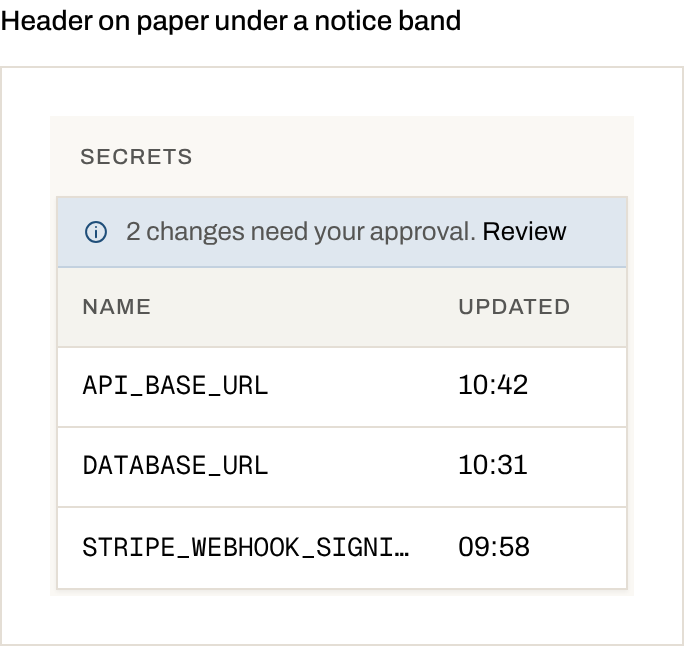 Header on paper under a notice band
SECRETS
2 changes need your approval. Review
NAME UPDATED
API_BASE_URL 10:42
DATABASE_URL 10:31
STRIPE_WEBHOOK_SIGNI… 09:58